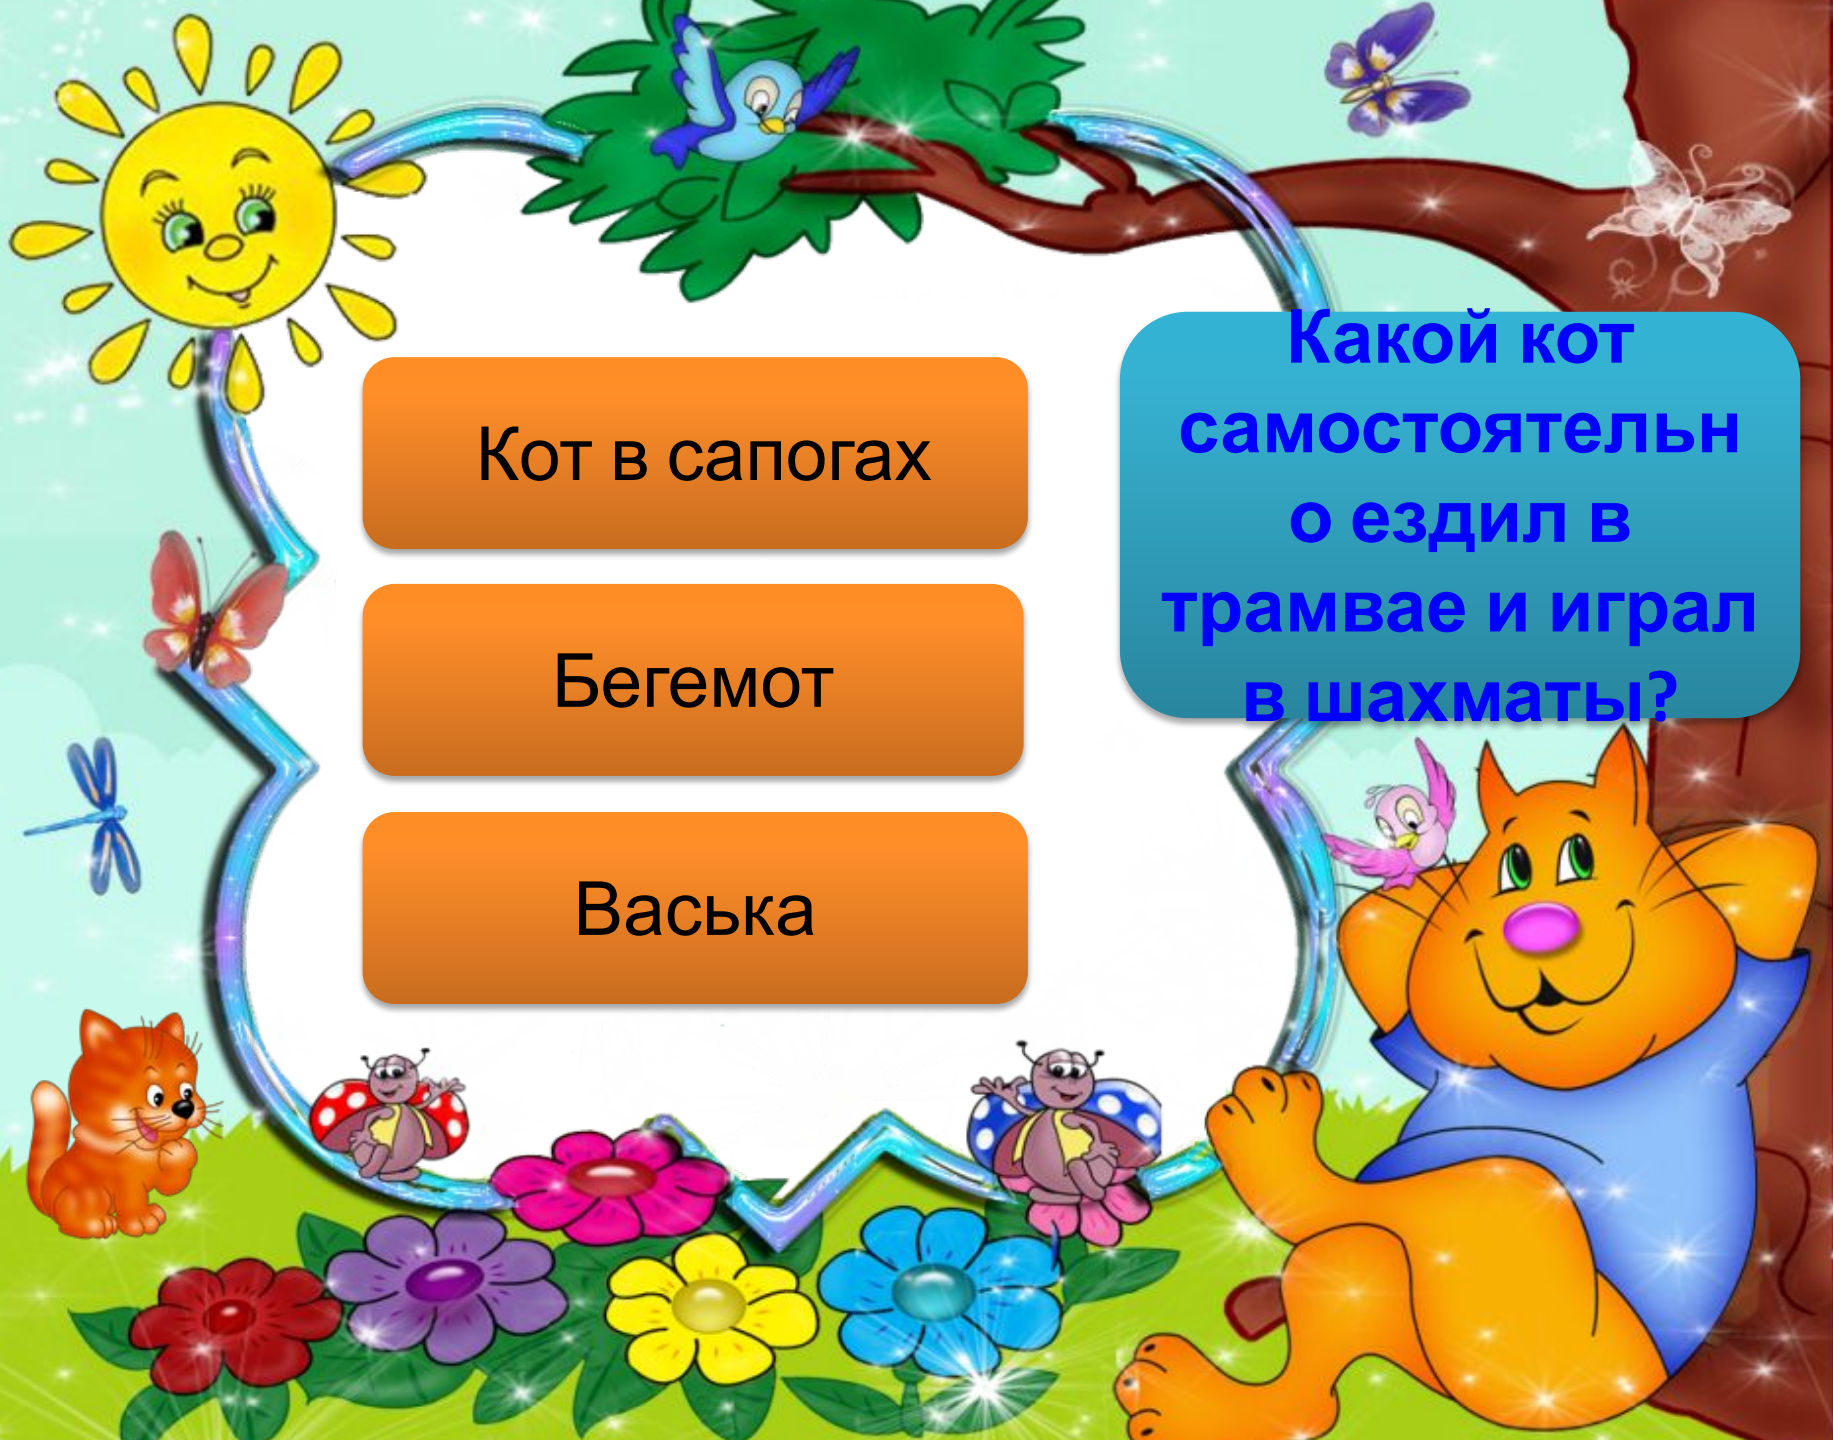 Какой кот
самостоятельн
о ездил в
трамвае и играл
в шахматы?
Кот в сапогах
Бегемот
Васька